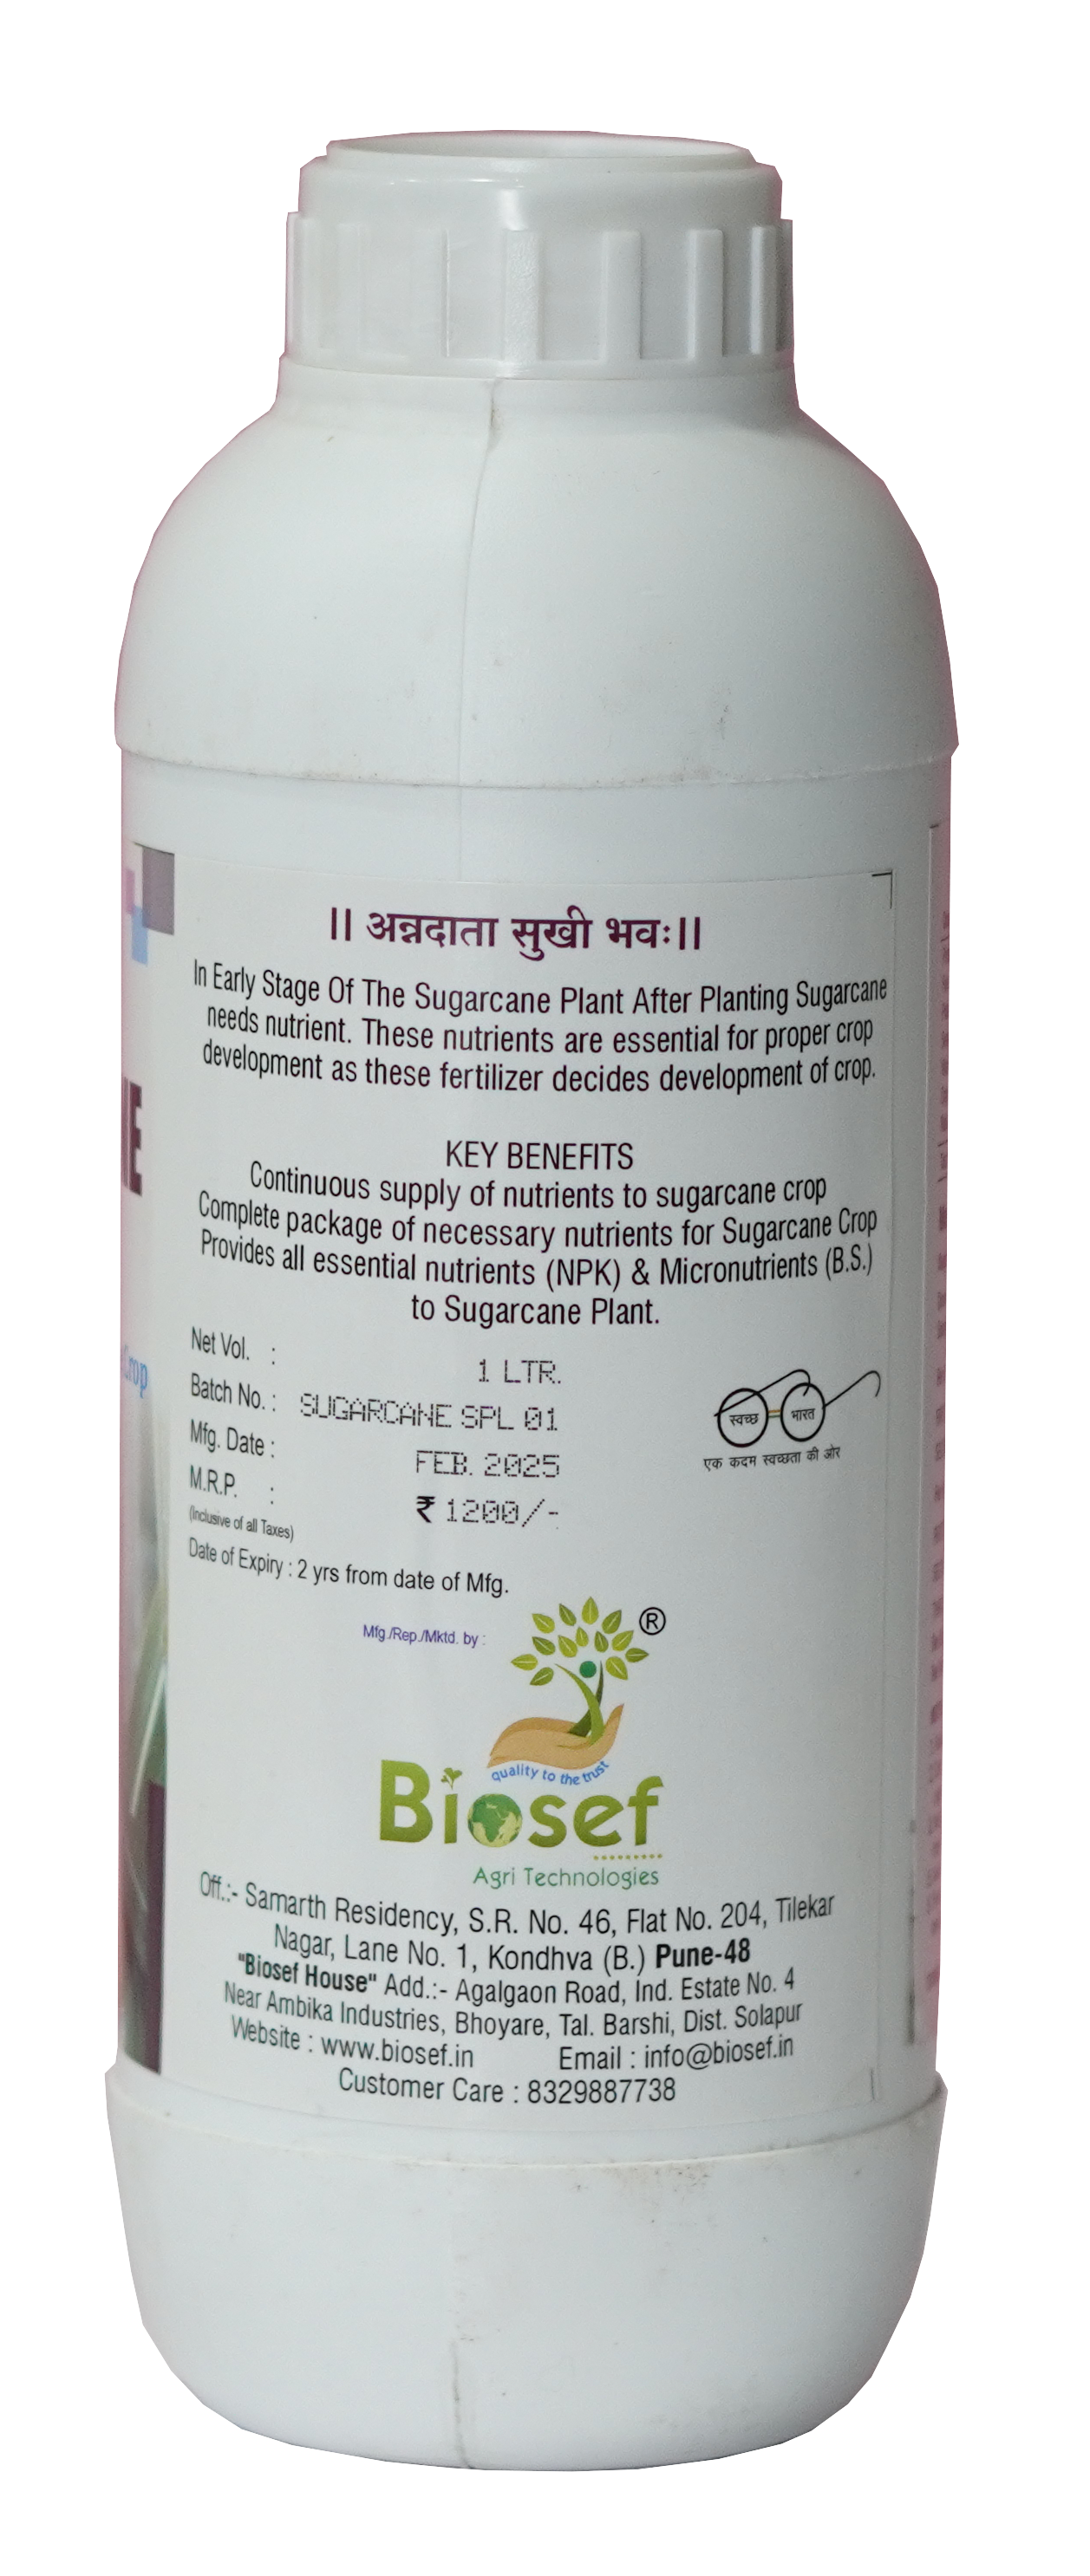 || अन्नदाता सुखी भवः||
In Early Stage Of The Sugarcane Plant After Planting Sugarcane
needs nutrient. These nutrients are essential for proper crop
development as these fertilizer decides development of crop.
KEY BENEFITS
Continuous supply of nutrients to sugarcane crop
Complete package of necessary nutrients for Sugarcane Crop
Provides all essential nutrients (NPK) & Micronutrients (B.S.)
to Sugarcane Plant.
Net Vol. : 1 LTR.
Batch No. : SUGARCANE SPL 01
Mfg. Date : FEB. 2025
M.R.P. : ₹ 1200/-
(Inclusive of all Taxes)
Date of Expiry : 2 yrs from date of Mfg.
स्वच्छ भारत
एक कदम स्वच्छता की ओर
Mfg./Rep./Mktd. by :
®
quality to the trust
Biosef
Agri Technologies
Off.:- Samarth Residency, S.R. No. 46, Flat No. 204, Tilekar
Nagar, Lane No. 1, Kondhva (B.) Pune-48
"Biosef House" Add.:- Agalgaon Road, Ind. Estate No. 4
Near Ambika Industries, Bhoyare, Tal. Barshi, Dist. Solapur
Website : www.biosef.in Email : info@biosef.in
Customer Care : 8329887738